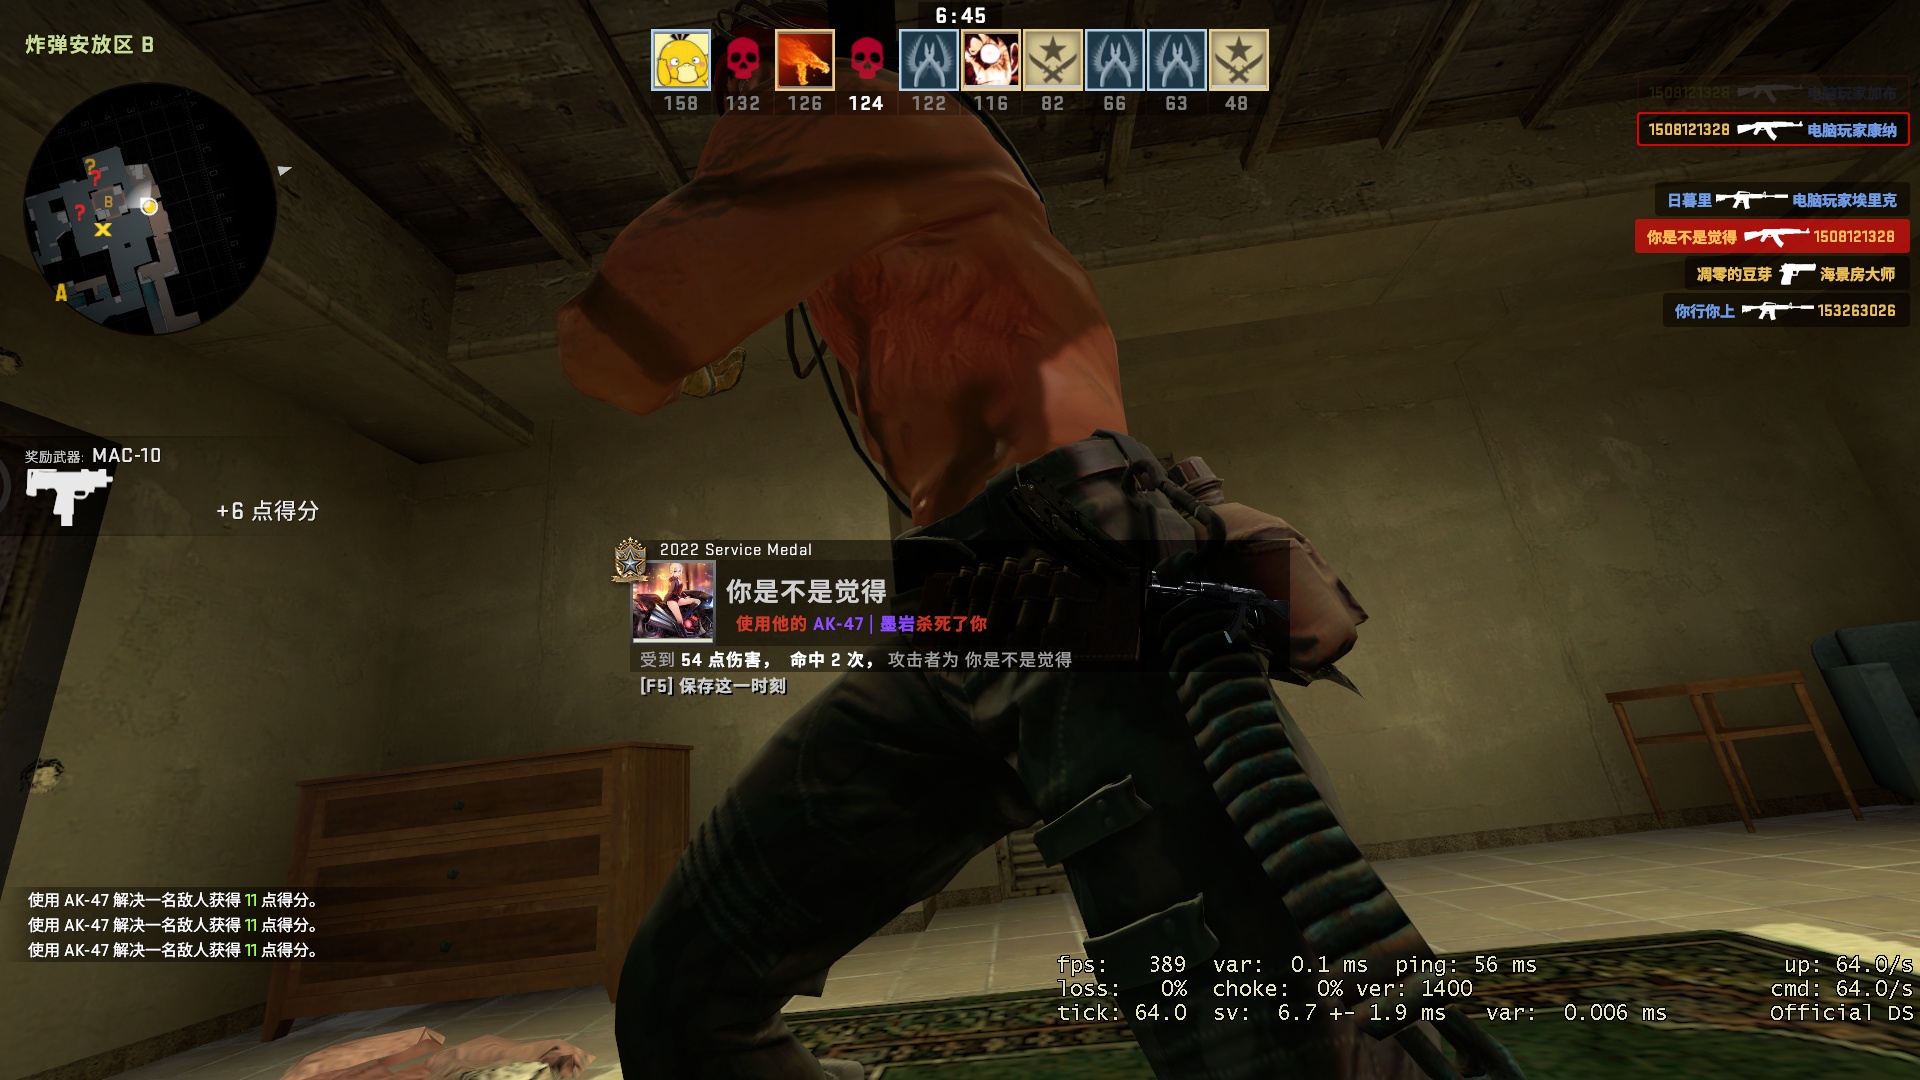 6:45
炸弹安放区 B
158 132 126 124 122 116 82 66 63 48
1508121328 电脑玩家加布
1508121328 电脑玩家康纳
日暮里 电脑玩家埃里克
你是不是觉得 1508121328
凋零的豆芽 海景房大师
你行你上 153263026
? ?
? B
A
奖励武器: MAC-10
+6 点得分
2022 Service Medal
你是不是觉得
使用他的 AK-47 | 墨岩杀死了你
受到 54 点伤害， 命中 2 次， 攻击者为 你是不是觉得
[F5] 保存这一时刻
使用 AK-47 解决一名敌人获得 11 点得分。
使用 AK-47 解决一名敌人获得 11 点得分。
使用 AK-47 解决一名敌人获得 11 点得分。
fps: 389 var: 0.1 ms ping: 56 ms up: 64.0/s
loss: 0% choke: 0% ver: 1400 cmd: 64.0/s
tick: 64.0 sv: 6.7 +- 1.9 ms var: 0.006 ms Official DS